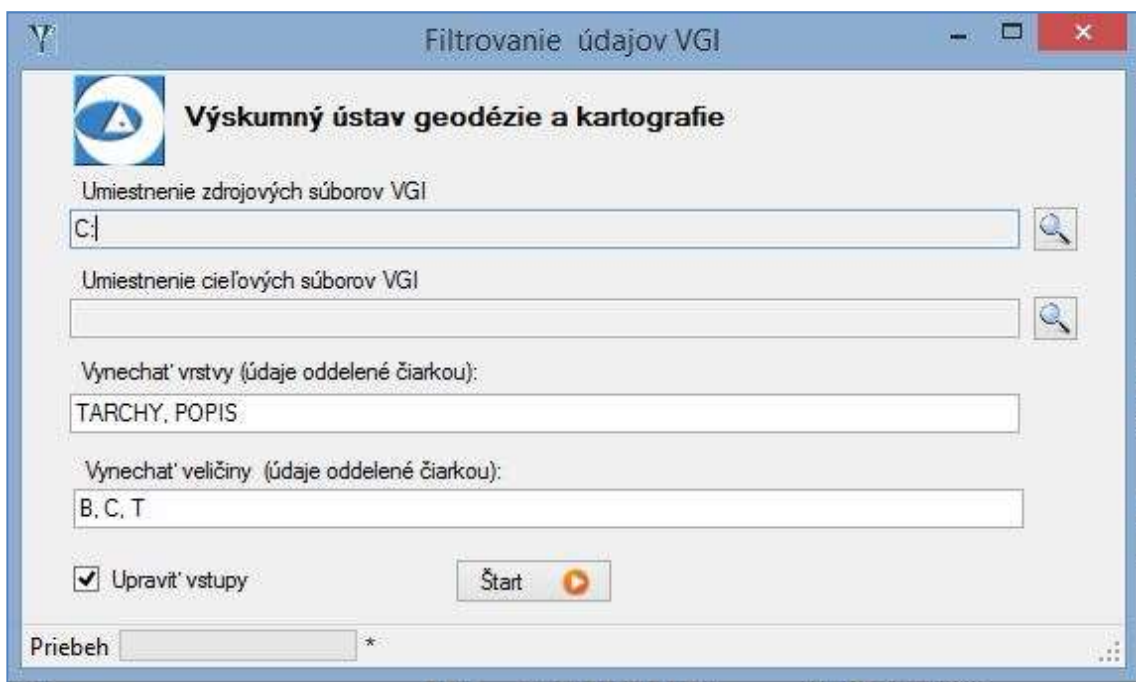 Filtrovanie údajov VGI
Výskumný ústav geodézie a kartografie
Umiestnenie zdrojových súborov VGI
C:
Umiestnenie cieľových súborov VGI
Vynechať vrstvy (údaje oddelené čiarkou):
TARCHY, POPIS
Vynechať veličiny (údaje oddelené čiarkou):
B, C, T
Upraviť vstupy
Štart
Priebeh *